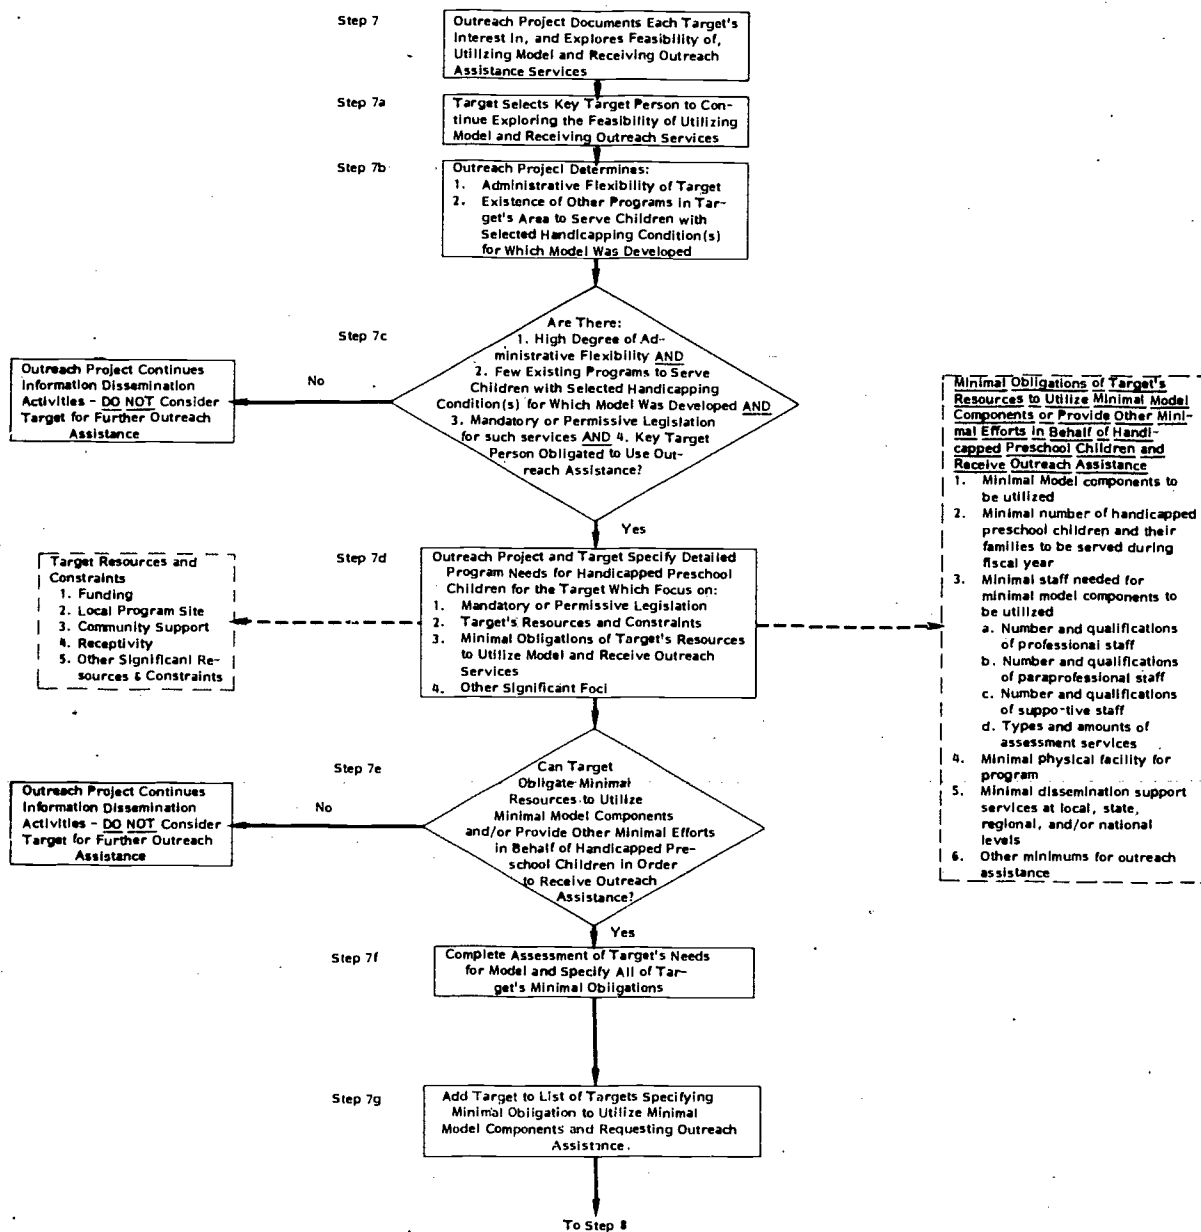 Step 7
Outreach Project Documents Each Target's
Interest In, and Explores Feasibility of,
Utilizing Model and Receiving Outreach
Assistance Services
Step 7a
Target Selects Key Target Person to Con-
tinue Exploring the Feasibility of Utilizing
Model and Receiving Outreach Services
Step 7b
Outreach Project Determines:
1. Administrative Flexibility of Target
2. Existence of Other Programs in Tar-
get's Area to Serve Children with
Selected Handicapping Condition(s)
for Which Model Was Developed
Step 7c
Are There:
1. High Degree of Ad-
ministrative Flexibility AND
2. Few Existing Programs to Serve
Children with Selected Handicapping
Condition(s) for Which Model Was Developed AND
3. Mandatory or Permissive Legislation
for such services AND 4. Key Target
Person Obligated to Use Out-
reach Assistance?
No
Outreach Project Continues
Information Dissemination
Activities - DO NOT Consider
Target for Further Outreach
Assistance
Yes
Step 7d
Outreach Project and Target Specify Detailed
Program Needs for Handicapped Preschool
Children for the Target Which Focus on:
1. Mandatory or Permissive Legislation
2. Target's Resources and Constraints
3. Minimal Obligations of Target's Resources
to Utilize Model and Receive Outreach
Services
4. Other Significant Foci
Target Resources and
Constraints
1. Funding
2. Local Program Site
3. Community Support
4. Receptivity
5. Other Significant Re-
sources & Constraints
Minimal Obligations of Target's
Resources to Utilize Minimal Model
Components or Provide Other Mini-
mal Efforts in Behalf of Handi-
capped Preschool Children and
Receive Outreach Assistance
1. Minimal Model components to
be utilized
2. Minimal number of handicapped
preschool children and their
families to be served during
fiscal year
3. Minimal staff needed for
minimal model components to
be utilized
a. Number and qualifications
of professional staff
b. Number and qualifications
of paraprofessional staff
c. Number and qualifications
of suppo-tive staff
d. Types and amounts of
assessment services
4. Minimal physical facility for
program
5. Minimal dissemination support
services at local, state,
regional, and/or national
levels
6. Other minimums for outreach
assistance
Step 7e
Can Target
Obligate Minimal
Resources to Utilize
Minimal Model Components
and/or Provide Other Minimal Efforts
in Behalf of Handicapped Pre-
school Children in Order
to Receive Outreach
Assistance?
No
Outreach Project Continues
Information Dissemination
Activities - DO NOT Consider
Target for Further Outreach
Assistance
Yes
Step 7f
Complete Assessment of Target's Needs
for Model and Specify All of Tar-
get's Minimal Obligations
Step 7g
Add Target to List of Targets Specifying
Minimal Obligation to Utilize Minimal
Model Components and Requesting Outreach
Assistance.
To Step 8